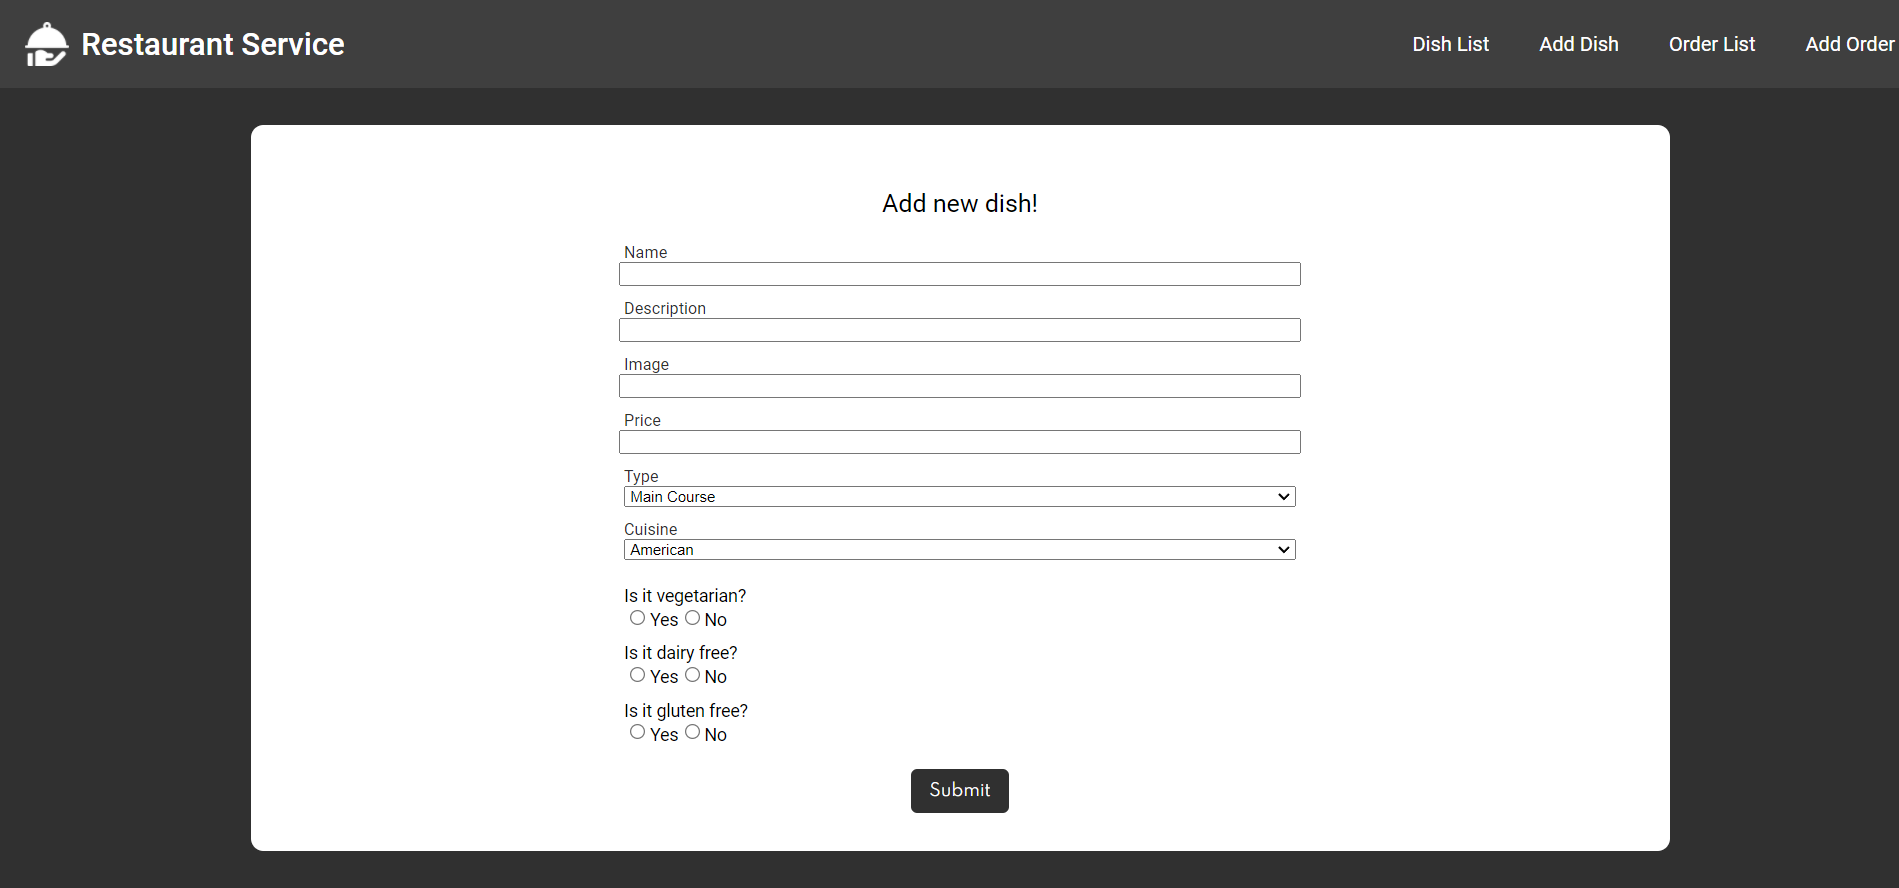 Restaurant Service
Dish List Add Dish Order List Add Order
Add new dish!
Name
Description
Image
Price
Type
Main Course
Cuisine
American
Is it vegetarian?
Yes No
Is it dairy free?
Yes No
Is it gluten free?
Yes No
Submit